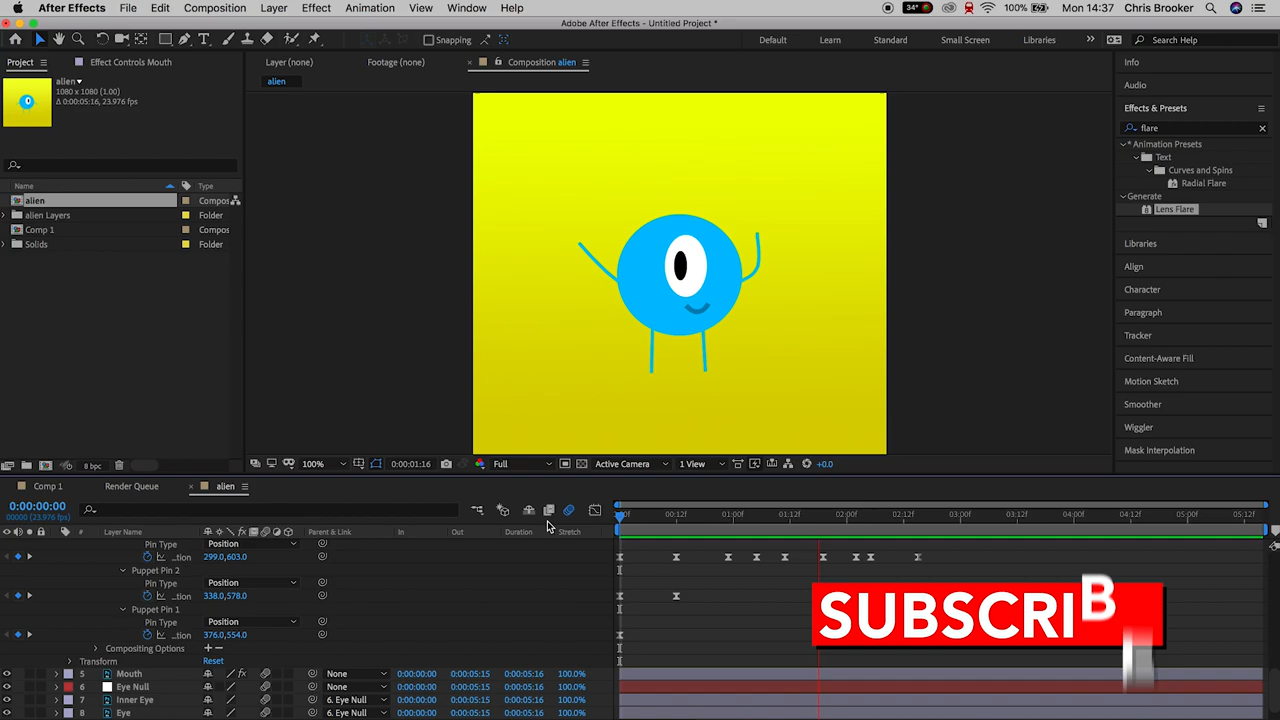 After Effects File Edit Composition Layer Effect Animation View Window Help 34° 100% Chris Brooker Mon 14:37
Adobe After Effects - Untitled Project *
Snapping Default Learn Standard Small Screen Libraries Search Help
Project Effect Controls Mouth Layer (none) Footage (none) Composition alien Info
alien alien
1080 x 1080 (1.00) Audio
Δ 0:00:05:16, 23.976 fps
Effects & Presets
flare
* Animation Presets
Text
Curves and Spins
Radial Flare
Name Type
Generate
alien Compos
Lens Flare
alien Layers Folder
Comp 1 Compos
Solids Folder
Libraries
Align
Character
Paragraph
Tracker
Content-Aware Fill
Motion Sketch
Smoother
Wiggler
Mask Interpolation
8 bpc 100% 0:00:01:16 Full Active Camera 1 View +0.0
Comp 1 Render Queue alien
0:00:00:00
00000 (23.976 fps)
00:12f 01:00f 01:12f 02:00f 02:12f 03:00f 03:12f 04:00f 04:12f 05:00f 05:12f
# Layer Name Parent & Link In Out Duration Stretch
Pin Type Position
...tion 299.0,603.0
Puppet Pin 2
Pin Type Position
...tion 338.0,578.0
Puppet Pin 1
Pin Type Position
...tion 376.0,554.0
Compositing Options + −
Transform Reset
5 Mouth None 0:00:00:00 0:00:05:15 0:00:05:16 100.0%
6 Eye Null None 0:00:00:00 0:00:05:15 0:00:05:16 100.0%
7 Inner Eye 6. Eye Null 0:00:00:00 0:00:05:15 0:00:05:16 100.0%
8 Eye 6. Eye Null 0:00:00:00 0:00:05:15 0:00:05:16 100.0%
SUBSCRIB